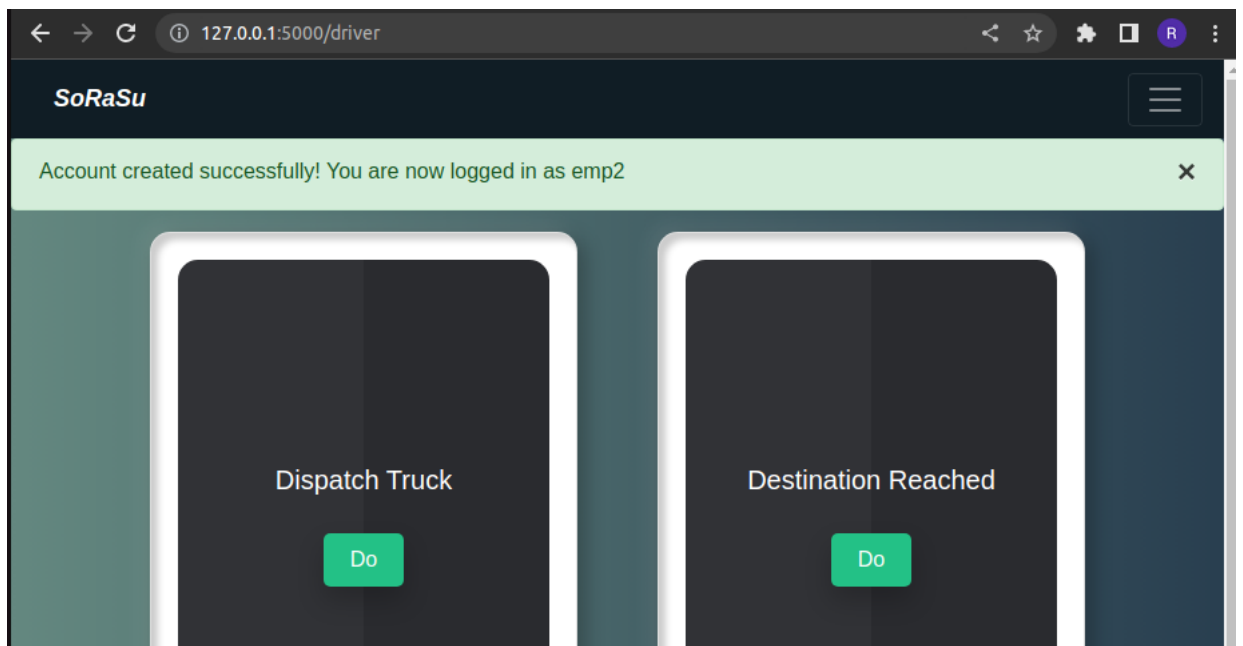 127.0.0.1:5000/driver
R
SoRaSu
Account created successfully! You are now logged in as emp2
×
Dispatch Truck
Destination Reached
Do
Do